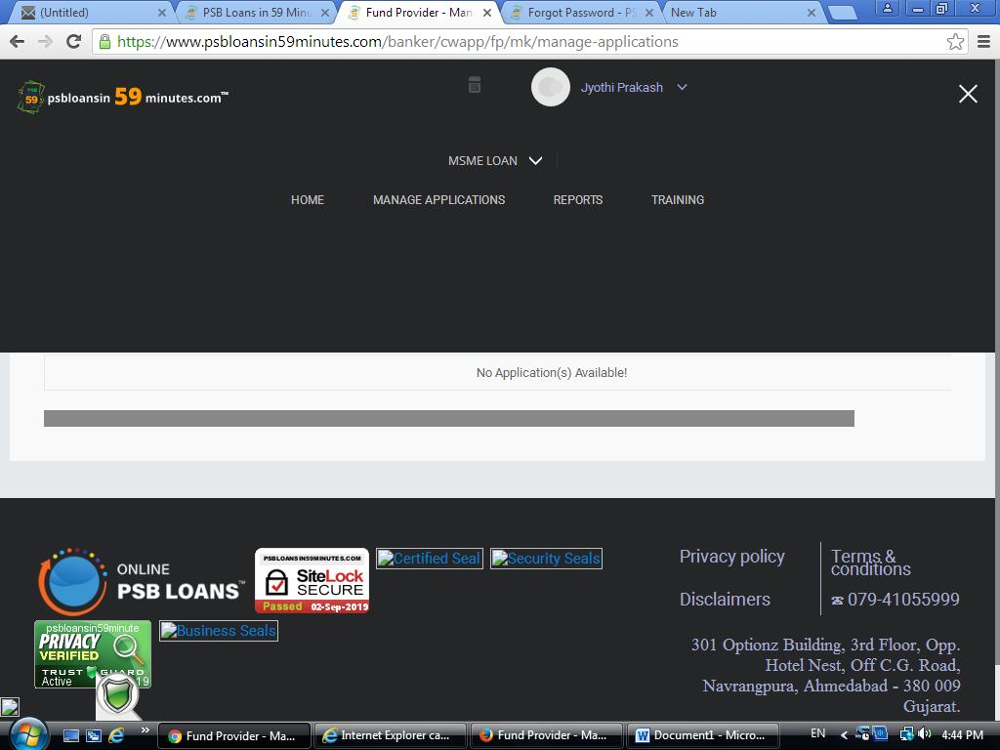 (Untitled)
PSB Loans in 59 Minu
Fund Provider - Man
Forgot Password - PS
New Tab
https://www.psbloansin59minutes.com/banker/cwapp/fp/mk/manage-applications
PSB
59
psbloansin 59 minutes.com™
Jyothi Prakash
MSME LOAN
HOME
MANAGE APPLICATIONS
REPORTS
TRAINING
No Application(s) Available!
ONLINE
PSB LOANS™
PSBLOANSIN59MINUTES.COM
SiteLock
SECURE
Passed 02-Sep-2019
Certified Seal
Security Seals
Privacy policy
Terms & conditions
Disclaimers
☎ 079-41055999
psbloansin59minute
PRIVACY
VERIFIED
TRUST GUARD
Active 19
Business Seals
301 Optionz Building, 3rd Floor, Opp.
Hotel Nest, Off C.G. Road,
Navrangpura, Ahmedabad - 380 009
Gujarat.
Fund Provider - Ma...
Internet Explorer ca...
Fund Provider - Ma...
Document1 - Micro...
EN
4:44 PM